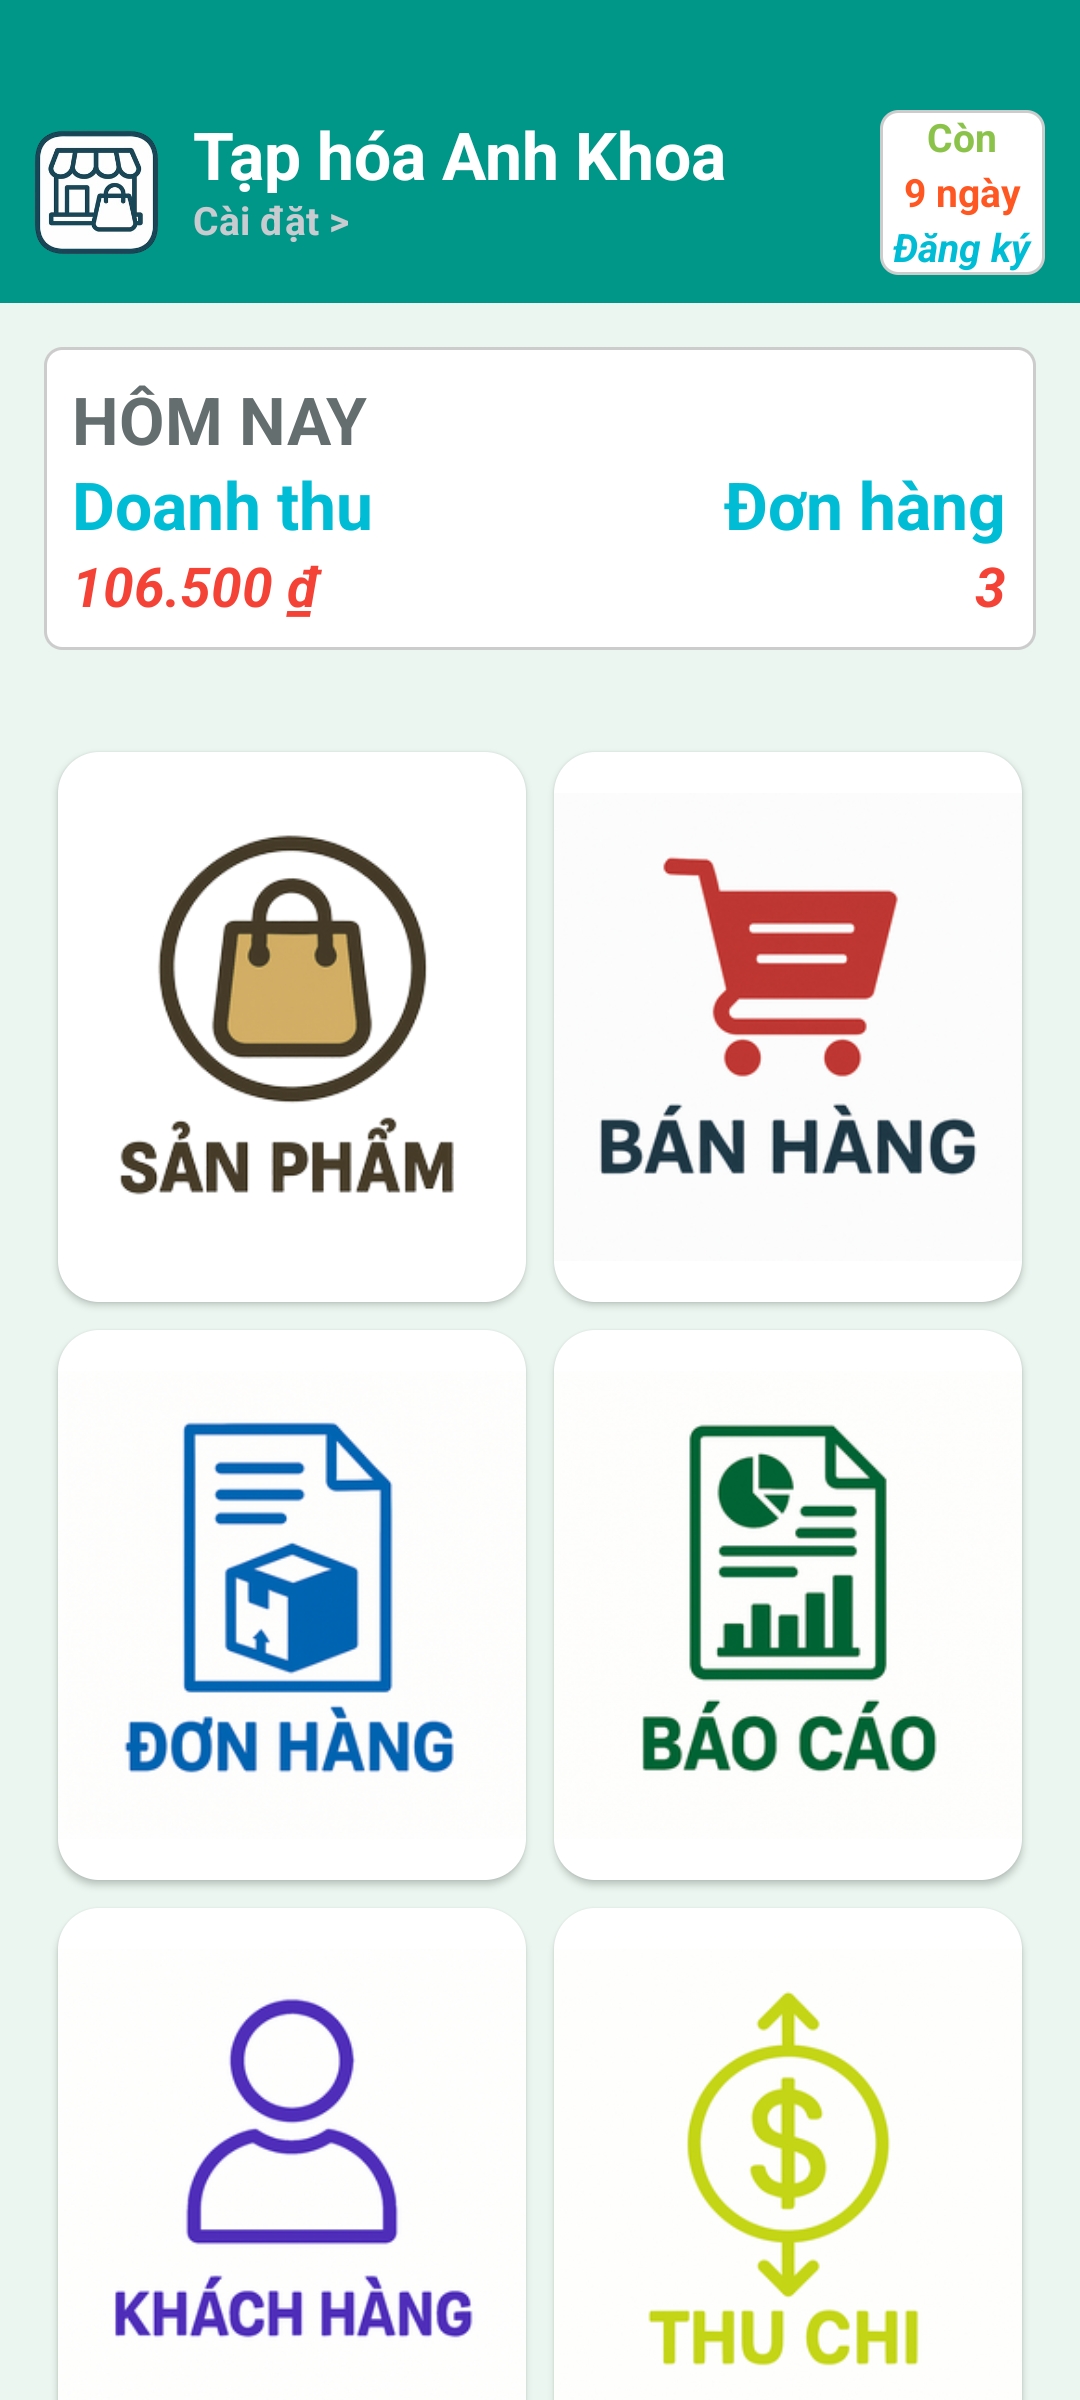 Tạp hóa Anh Khoa
Cài đặt >
Còn
9 ngày
Đăng ký
HÔM NAY
Doanh thu
Đơn hàng
106.500 ₫
3
SẢN PHẨM
BÁN HÀNG
ĐƠN HÀNG
BÁO CÁO
KHÁCH HÀNG
THU CHI